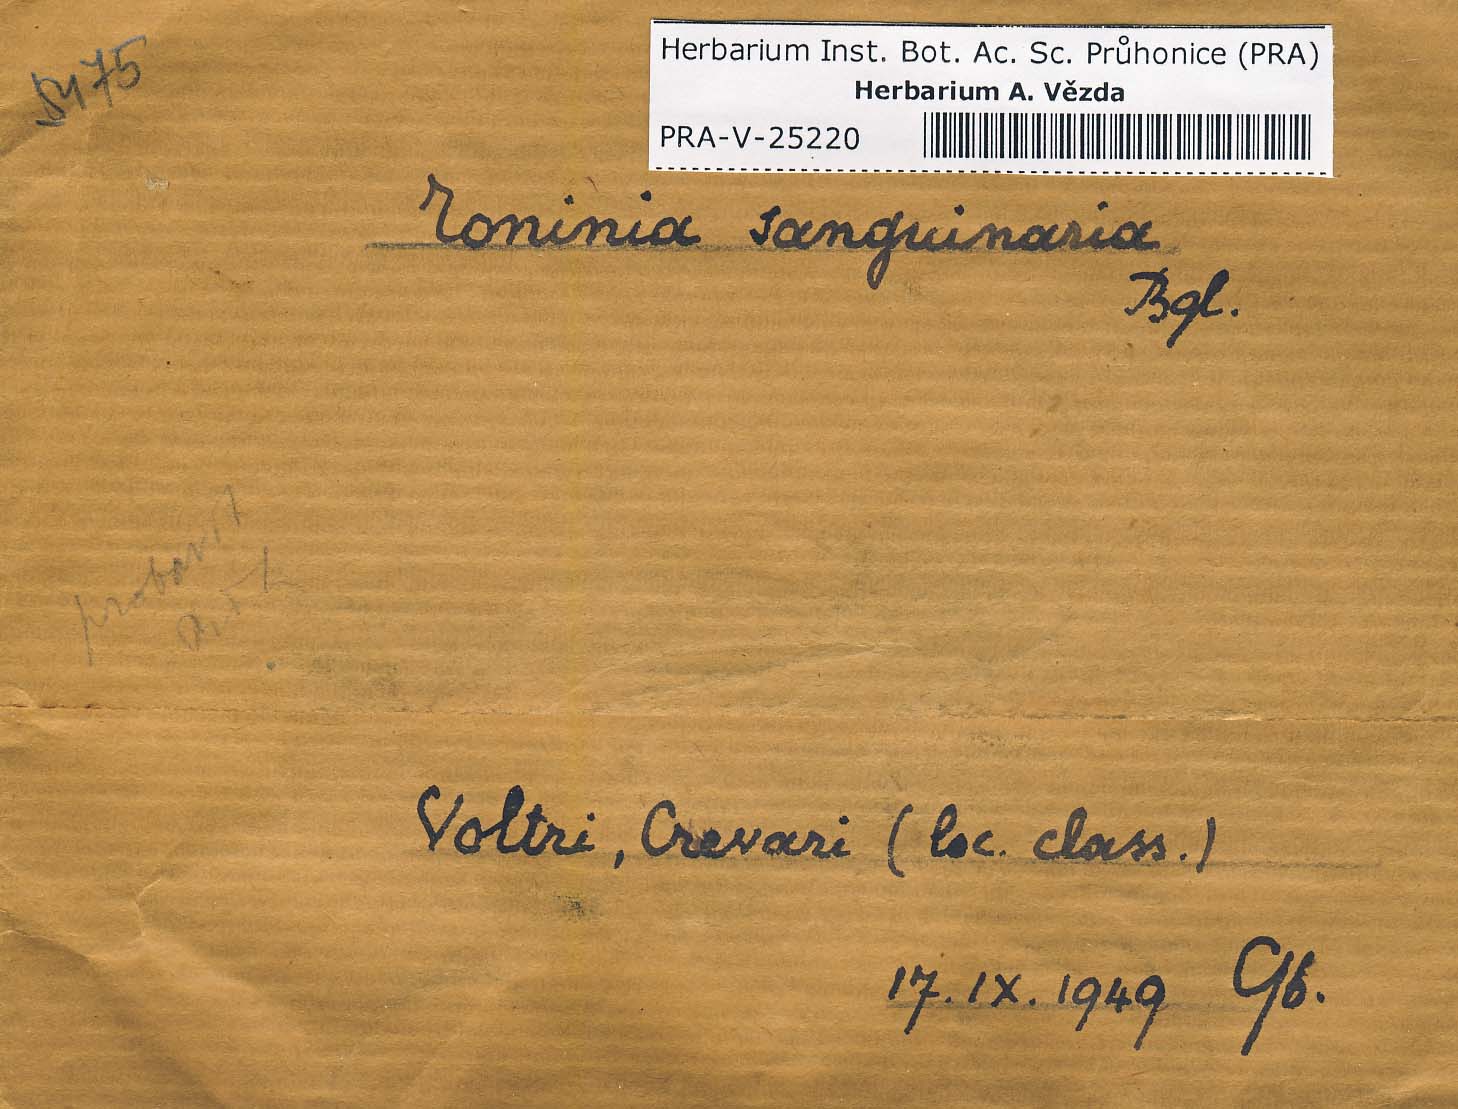 Herbarium Inst. Bot. Ac. Sc. Průhonice (PRA)
Herbarium A. Vězda
PRA-V-25220
Toninia sanguinaria
Bgl.
probavit
Voltri, Crevari (loc. class.)
17. IX. 1949 Gb.